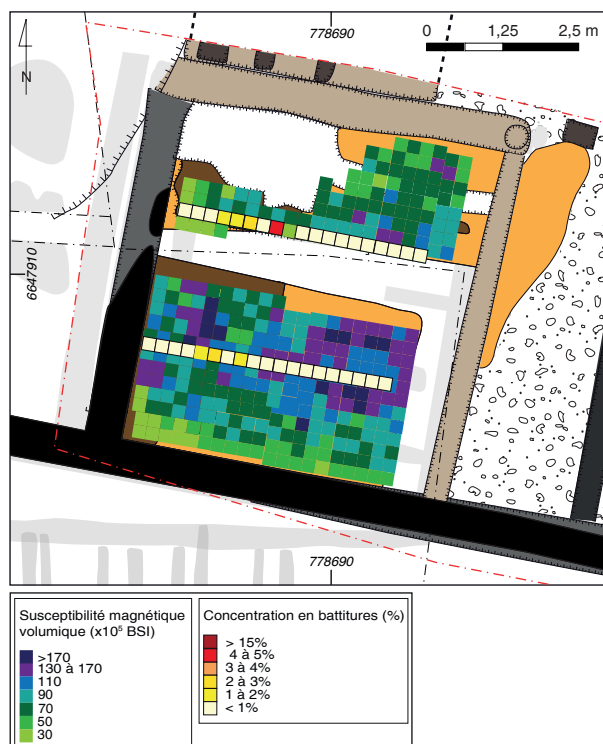 778690
0 1,25 2,5 m
N
6647910
778690
Susceptibilité magnétique
volumique (x10⁵ BSI)
>170
130 à 170
110
90
70
50
30
Concentration en battitures (%)
> 15%
4 à 5%
3 à 4%
2 à 3%
1 à 2%
< 1%